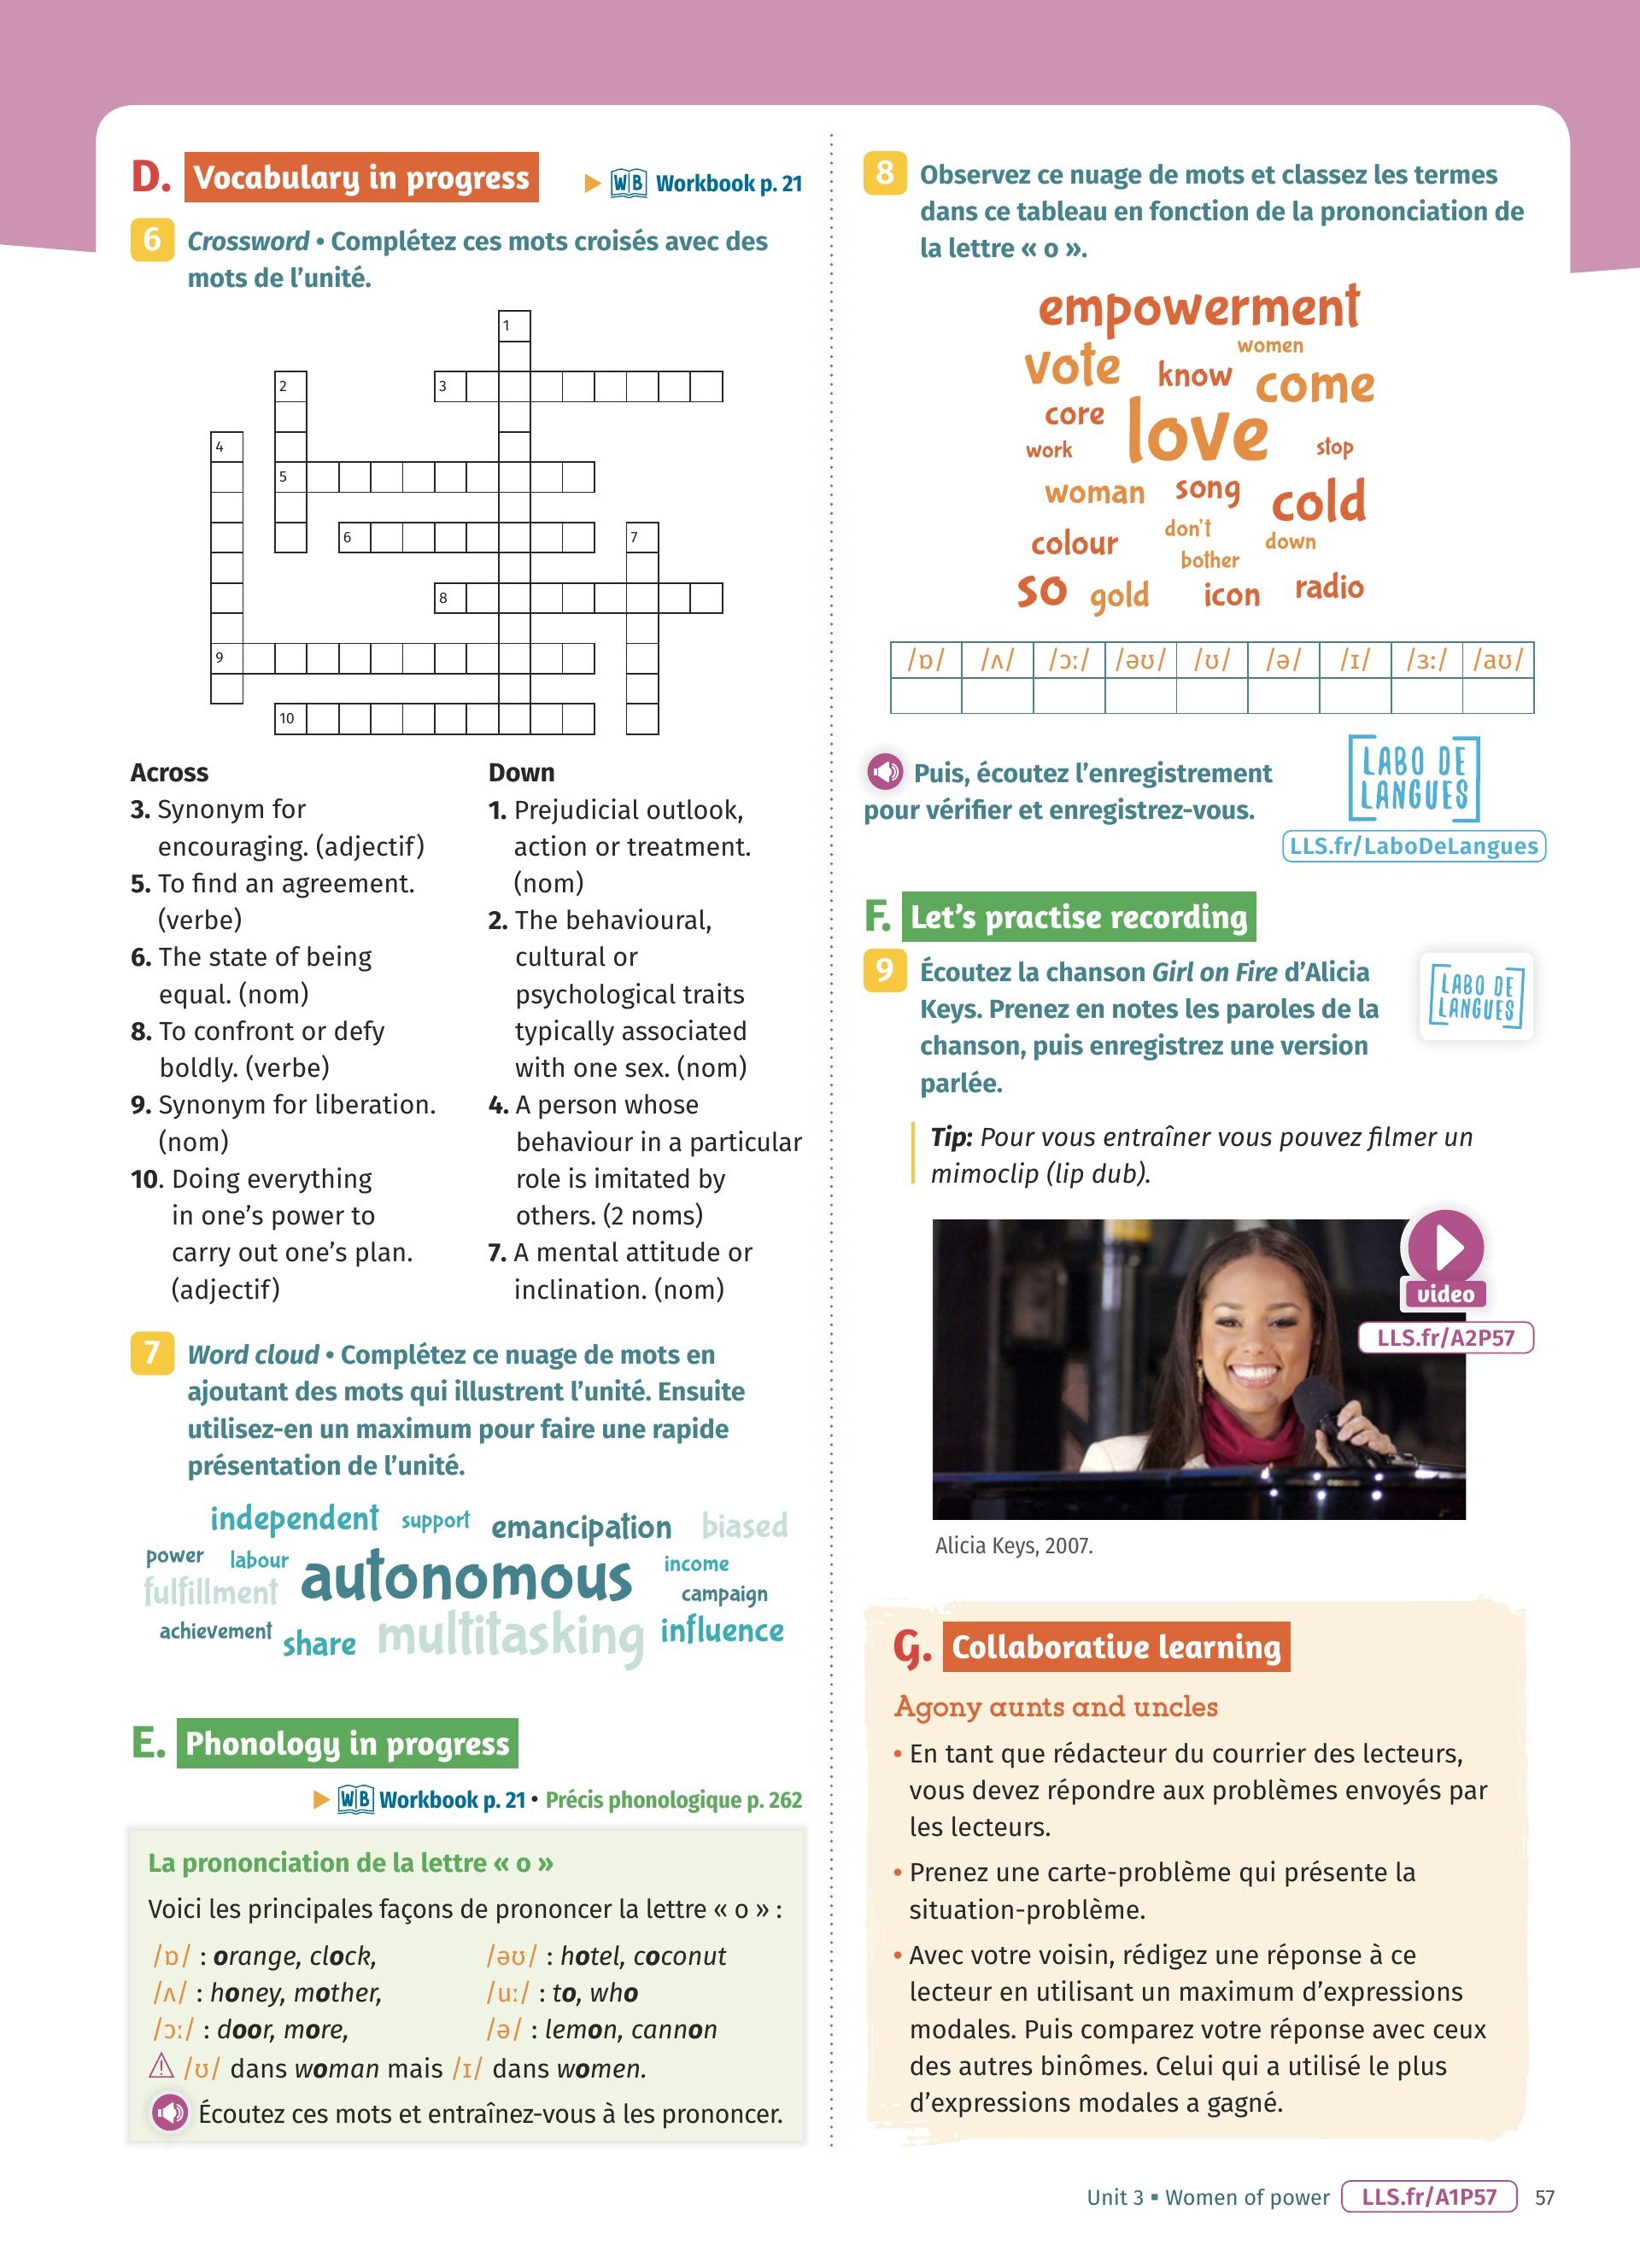 D. Vocabulary in progress
WB Workbook p. 21
6 Crossword • Complétez ces mots croisés avec des
mots de l'unité.
1
2
3
4
5
6
7
8
9
10
Across
3. Synonym for
encouraging. (adjectif)
5. To find an agreement.
(verbe)
6. The state of being
equal. (nom)
8. To confront or defy
boldly. (verbe)
9. Synonym for liberation.
(nom)
10. Doing everything
in one's power to
carry out one's plan.
(adjectif)
Down
1. Prejudicial outlook,
action or treatment.
(nom)
2. The behavioural,
cultural or
psychological traits
typically associated
with one sex. (nom)
4. A person whose
behaviour in a particular
role is imitated by
others. (2 noms)
7. A mental attitude or
inclination. (nom)
7 Word cloud • Complétez ce nuage de mots en
ajoutant des mots qui illustrent l'unité. Ensuite
utilisez-en un maximum pour faire une rapide
présentation de l'unité.
independent support emancipation biased
power labour autonomous income
fulfillment campaign
achievement share multitasking influence
E. Phonology in progress
WB Workbook p. 21 • Précis phonologique p. 262
La prononciation de la lettre « o »
Voici les principales façons de prononcer la lettre « o » :
/ɒ/ : orange, clock, /əʊ/ : hotel, coconut
/ʌ/ : honey, mother, /uː/ : to, who
/ɔː/ : door, more, /ə/ : lemon, cannon
/ʊ/ dans woman mais /ɪ/ dans women.
Écoutez ces mots et entraînez-vous à les prononcer.
8 Observez ce nuage de mots et classez les termes
dans ce tableau en fonction de la prononciation de
la lettre « o ».
empowerment
women
vote know come
core love
work stop
woman song cold
don't
colour down
bother
so gold icon radio
/ɒ/ /ʌ/ /ɔː/ /əʊ/ /ʊ/ /ə/ /ɪ/ /ɜː/ /aʊ/
Puis, écoutez l'enregistrement
pour vérifier et enregistrez-vous.
LABO DE
LANGUES
LLS.fr/LaboDeLangues
F. Let's practise recording
9 Écoutez la chanson Girl on Fire d'Alicia
Keys. Prenez en notes les paroles de la
chanson, puis enregistrez une version
parlée.
LABO DE
LANGUES
Tip: Pour vous entraîner vous pouvez filmer un
mimoclip (lip dub).
video
LLS.fr/A2P57
Alicia Keys, 2007.
G. Collaborative learning
Agony aunts and uncles
• En tant que rédacteur du courrier des lecteurs,
vous devez répondre aux problèmes envoyés par
les lecteurs.
• Prenez une carte-problème qui présente la
situation-problème.
• Avec votre voisin, rédigez une réponse à ce
lecteur en utilisant un maximum d'expressions
modales. Puis comparez votre réponse avec ceux
des autres binômes. Celui qui a utilisé le plus
d'expressions modales a gagné.
Unit 3 ▪ Women of power LLS.fr/A1P57 57